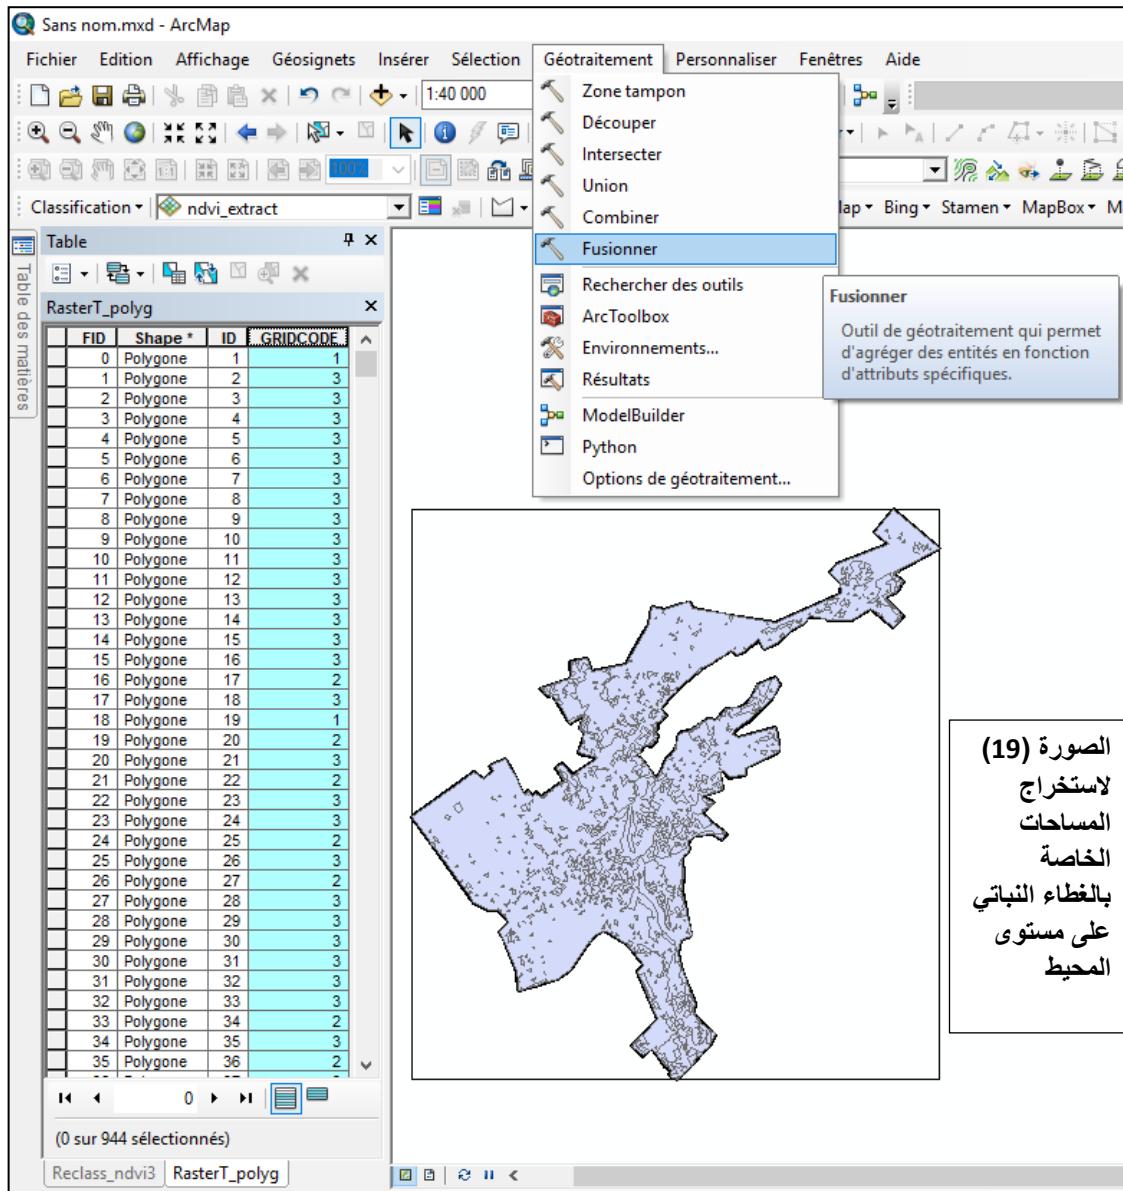 Sans nom.mxd - ArcMap
Fichier Edition Affichage Géosignets Insérer Sélection Géotraitement Personnaliser Fenêtres Aide
1:40 000
Zone tampon
Découper
Intersecter
Union
Combiner
Fusionner
Rechercher des outils
ArcToolbox
Environnements...
Résultats
ModelBuilder
Python
Options de géotraitement...
Fusionner
Outil de géotraitement qui permet
d'agréger des entités en fonction
d'attributs spécifiques.
100%
Classification ndvi_extract
Bing Stamen MapBox M
Table des matières
Table
RasterT_polyg
FID Shape * ID GRIDCODE
0 Polygone 1 1
1 Polygone 2 3
2 Polygone 3 3
3 Polygone 4 3
4 Polygone 5 3
5 Polygone 6 3
6 Polygone 7 3
7 Polygone 8 3
8 Polygone 9 3
9 Polygone 10 3
10 Polygone 11 3
11 Polygone 12 3
12 Polygone 13 3
13 Polygone 14 3
14 Polygone 15 3
15 Polygone 16 3
16 Polygone 17 2
17 Polygone 18 3
18 Polygone 19 1
19 Polygone 20 2
20 Polygone 21 3
21 Polygone 22 2
22 Polygone 23 3
23 Polygone 24 3
24 Polygone 25 2
25 Polygone 26 3
26 Polygone 27 2
27 Polygone 28 3
28 Polygone 29 3
29 Polygone 30 3
30 Polygone 31 3
31 Polygone 32 3
32 Polygone 33 3
33 Polygone 34 2
34 Polygone 35 3
35 Polygone 36 2
0
(0 sur 944 sélectionnés)
Reclass_ndvi3 RasterT_polyg
الصورة (19)
لاستخراج
المساحات
الخاصة
بالغطاء النباتي
على مستوى
المحيط